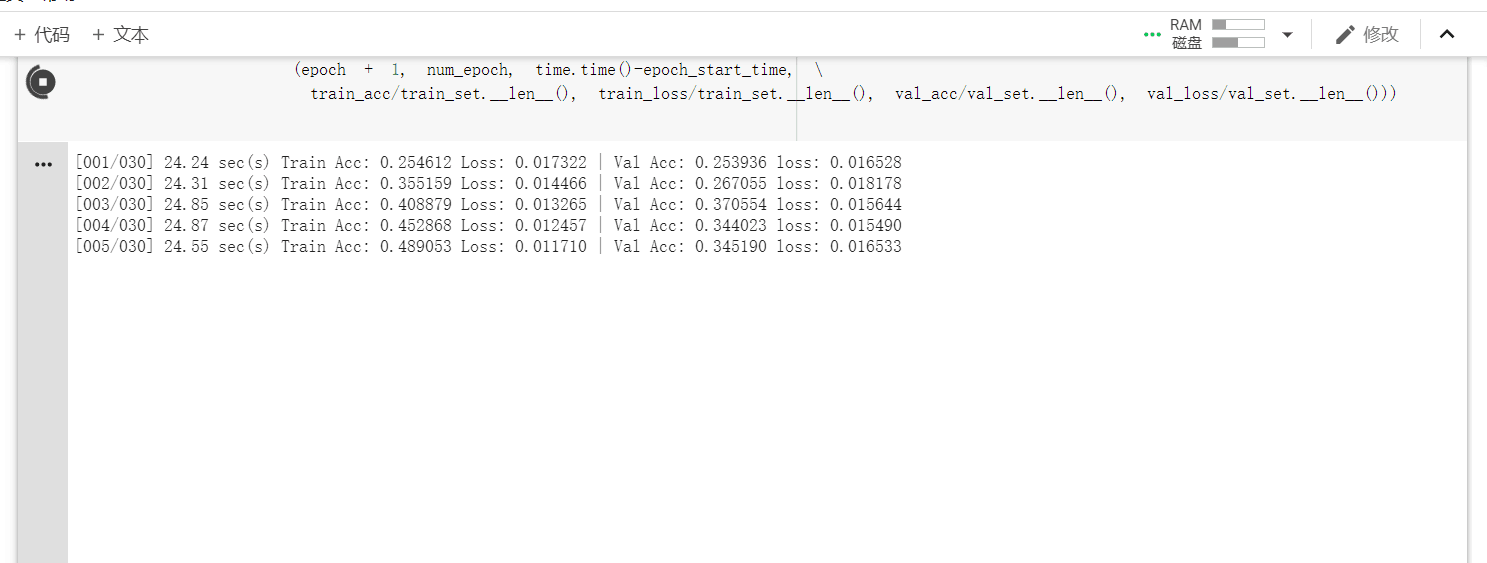 + 代码 + 文本
RAM
磁盘
修改
(epoch + 1, num_epoch, time.time()-epoch_start_time, \
train_acc/train_set.__len__(), train_loss/train_set.__len__(), val_acc/val_set.__len__(), val_loss/val_set.__len__()))
[001/030] 24.24 sec(s) Train Acc: 0.254612 Loss: 0.017322 | Val Acc: 0.253936 loss: 0.016528
[002/030] 24.31 sec(s) Train Acc: 0.355159 Loss: 0.014466 | Val Acc: 0.267055 loss: 0.018178
[003/030] 24.85 sec(s) Train Acc: 0.408879 Loss: 0.013265 | Val Acc: 0.370554 loss: 0.015644
[004/030] 24.87 sec(s) Train Acc: 0.452868 Loss: 0.012457 | Val Acc: 0.344023 loss: 0.015490
[005/030] 24.55 sec(s) Train Acc: 0.489053 Loss: 0.011710 | Val Acc: 0.345190 loss: 0.016533